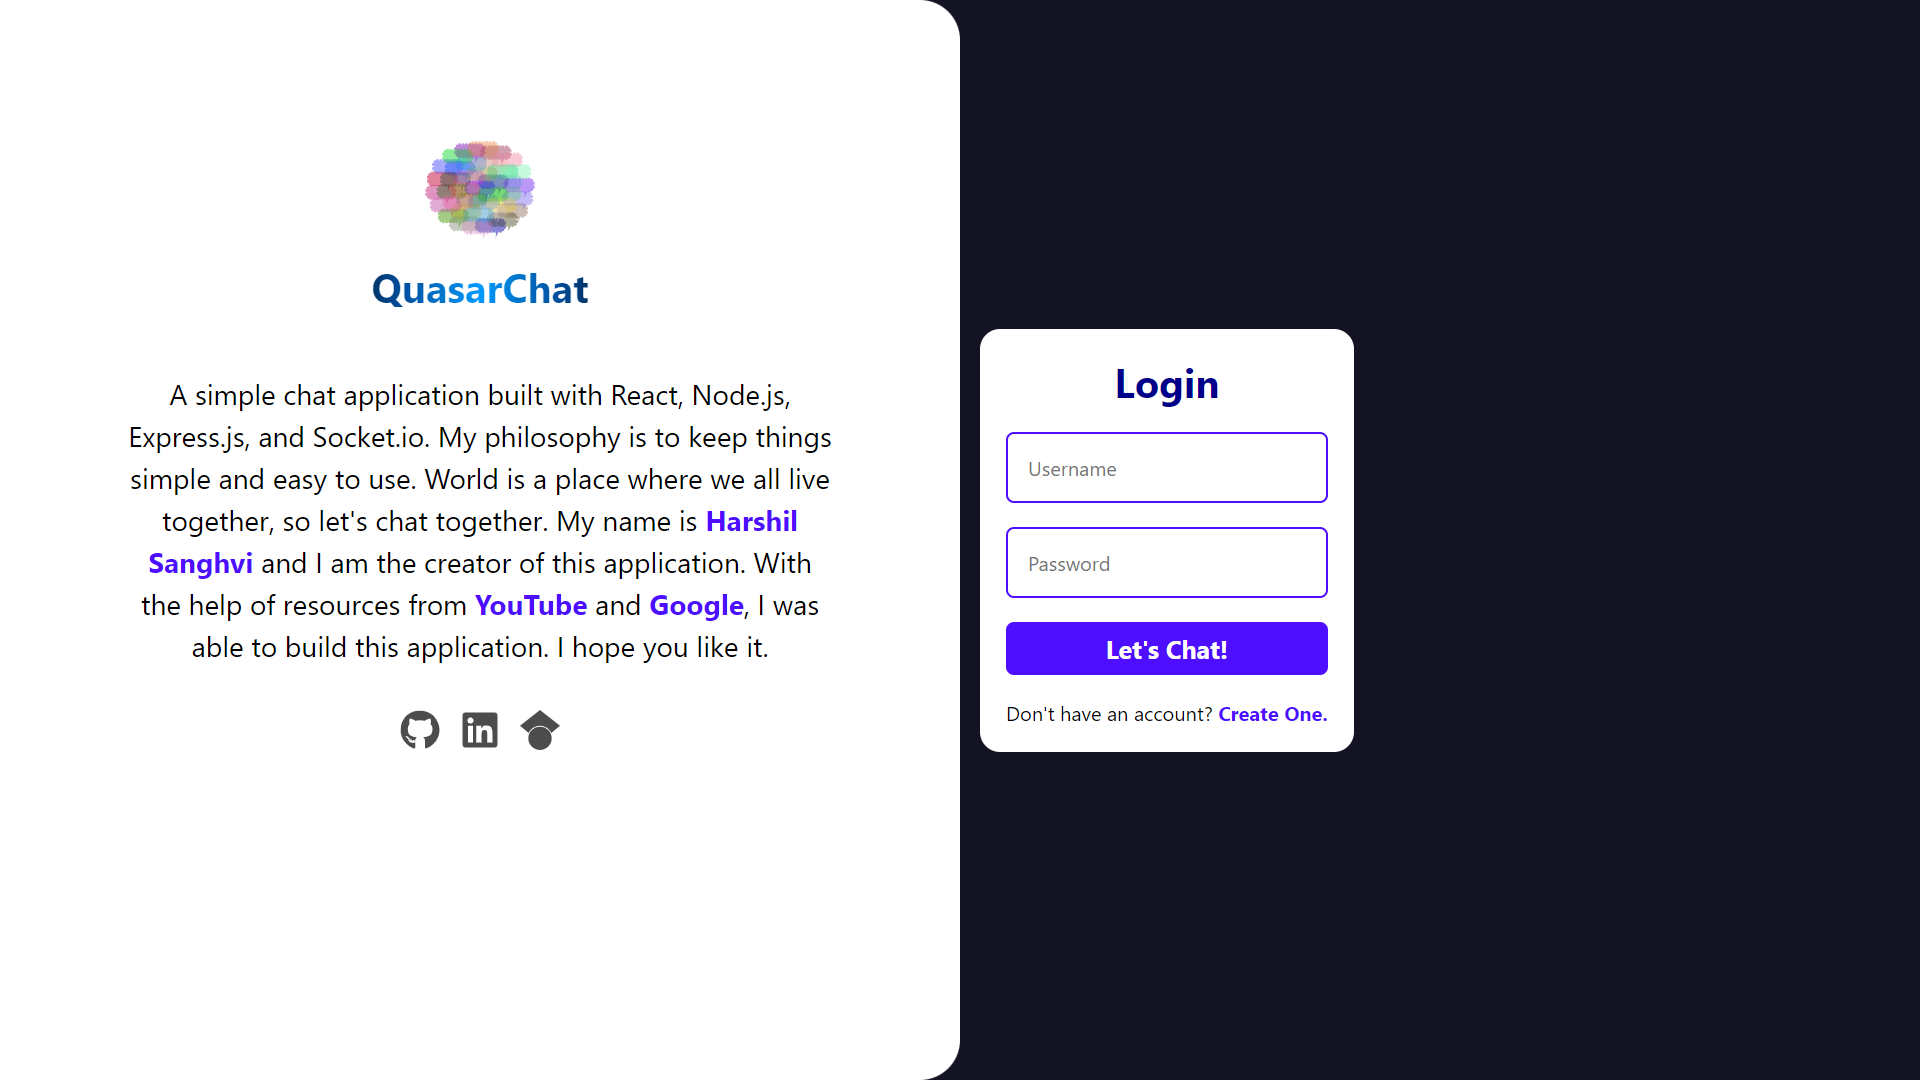 QuasarChat
A simple chat application built with React, Node.js,
Express.js, and Socket.io. My philosophy is to keep things
simple and easy to use. World is a place where we all live
together, so let's chat together. My name is Harshil
Sanghvi and I am the creator of this application. With
the help of resources from YouTube and Google, I was
able to build this application. I hope you like it.
in
Login
Username
Password
Let's Chat!
Don't have an account? Create One.